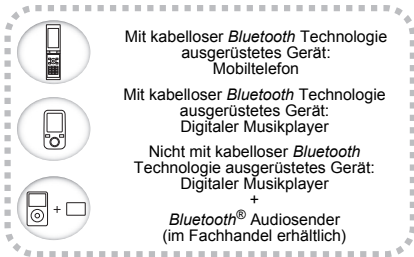 Mit kabelloser Bluetooth Technologie
ausgerüstetes Gerät:
Mobiltelefon
Mit kabelloser Bluetooth Technologie
ausgerüstetes Gerät:
Digitaler Musikplayer
Nicht mit kabelloser Bluetooth
Technologie ausgerüstetes Gerät:
Digitaler Musikplayer
+
+
Bluetooth® Audiosender
(im Fachhandel erhältlich)